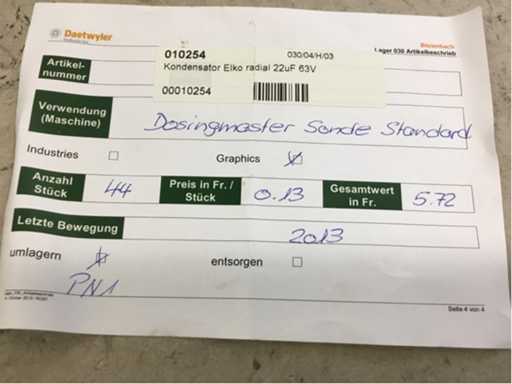 Daetwyler
Bleienbach
Lager 030 Artikelbeschrieb
Artikel-
nummer
010254
030/04/H/03
Kondensator Elko radial 22uF 63V
00010254
Verwendung
(Maschine)
Dosingmaster Sonde Standard
Industries
Graphics
Anzahl
Stück
44
Preis in Fr. /
Stück
0.13
Gesamtwert
in Fr.
5.72
Letzte Bewegung
2013
umlagern
entsorgen
PN1
Seite 4 von 4